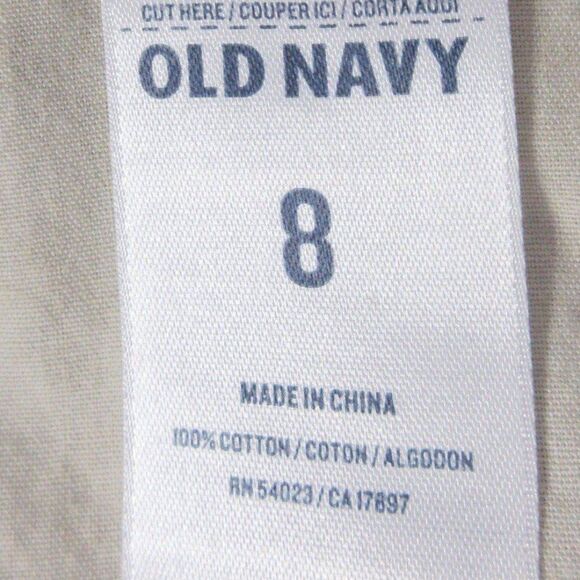 CUT HERE / COUPER ICI / CORTA AQUI
OLD NAVY
8
MADE IN CHINA
100% COTTON / COTON / ALGODON
RN 54023 / CA 17897